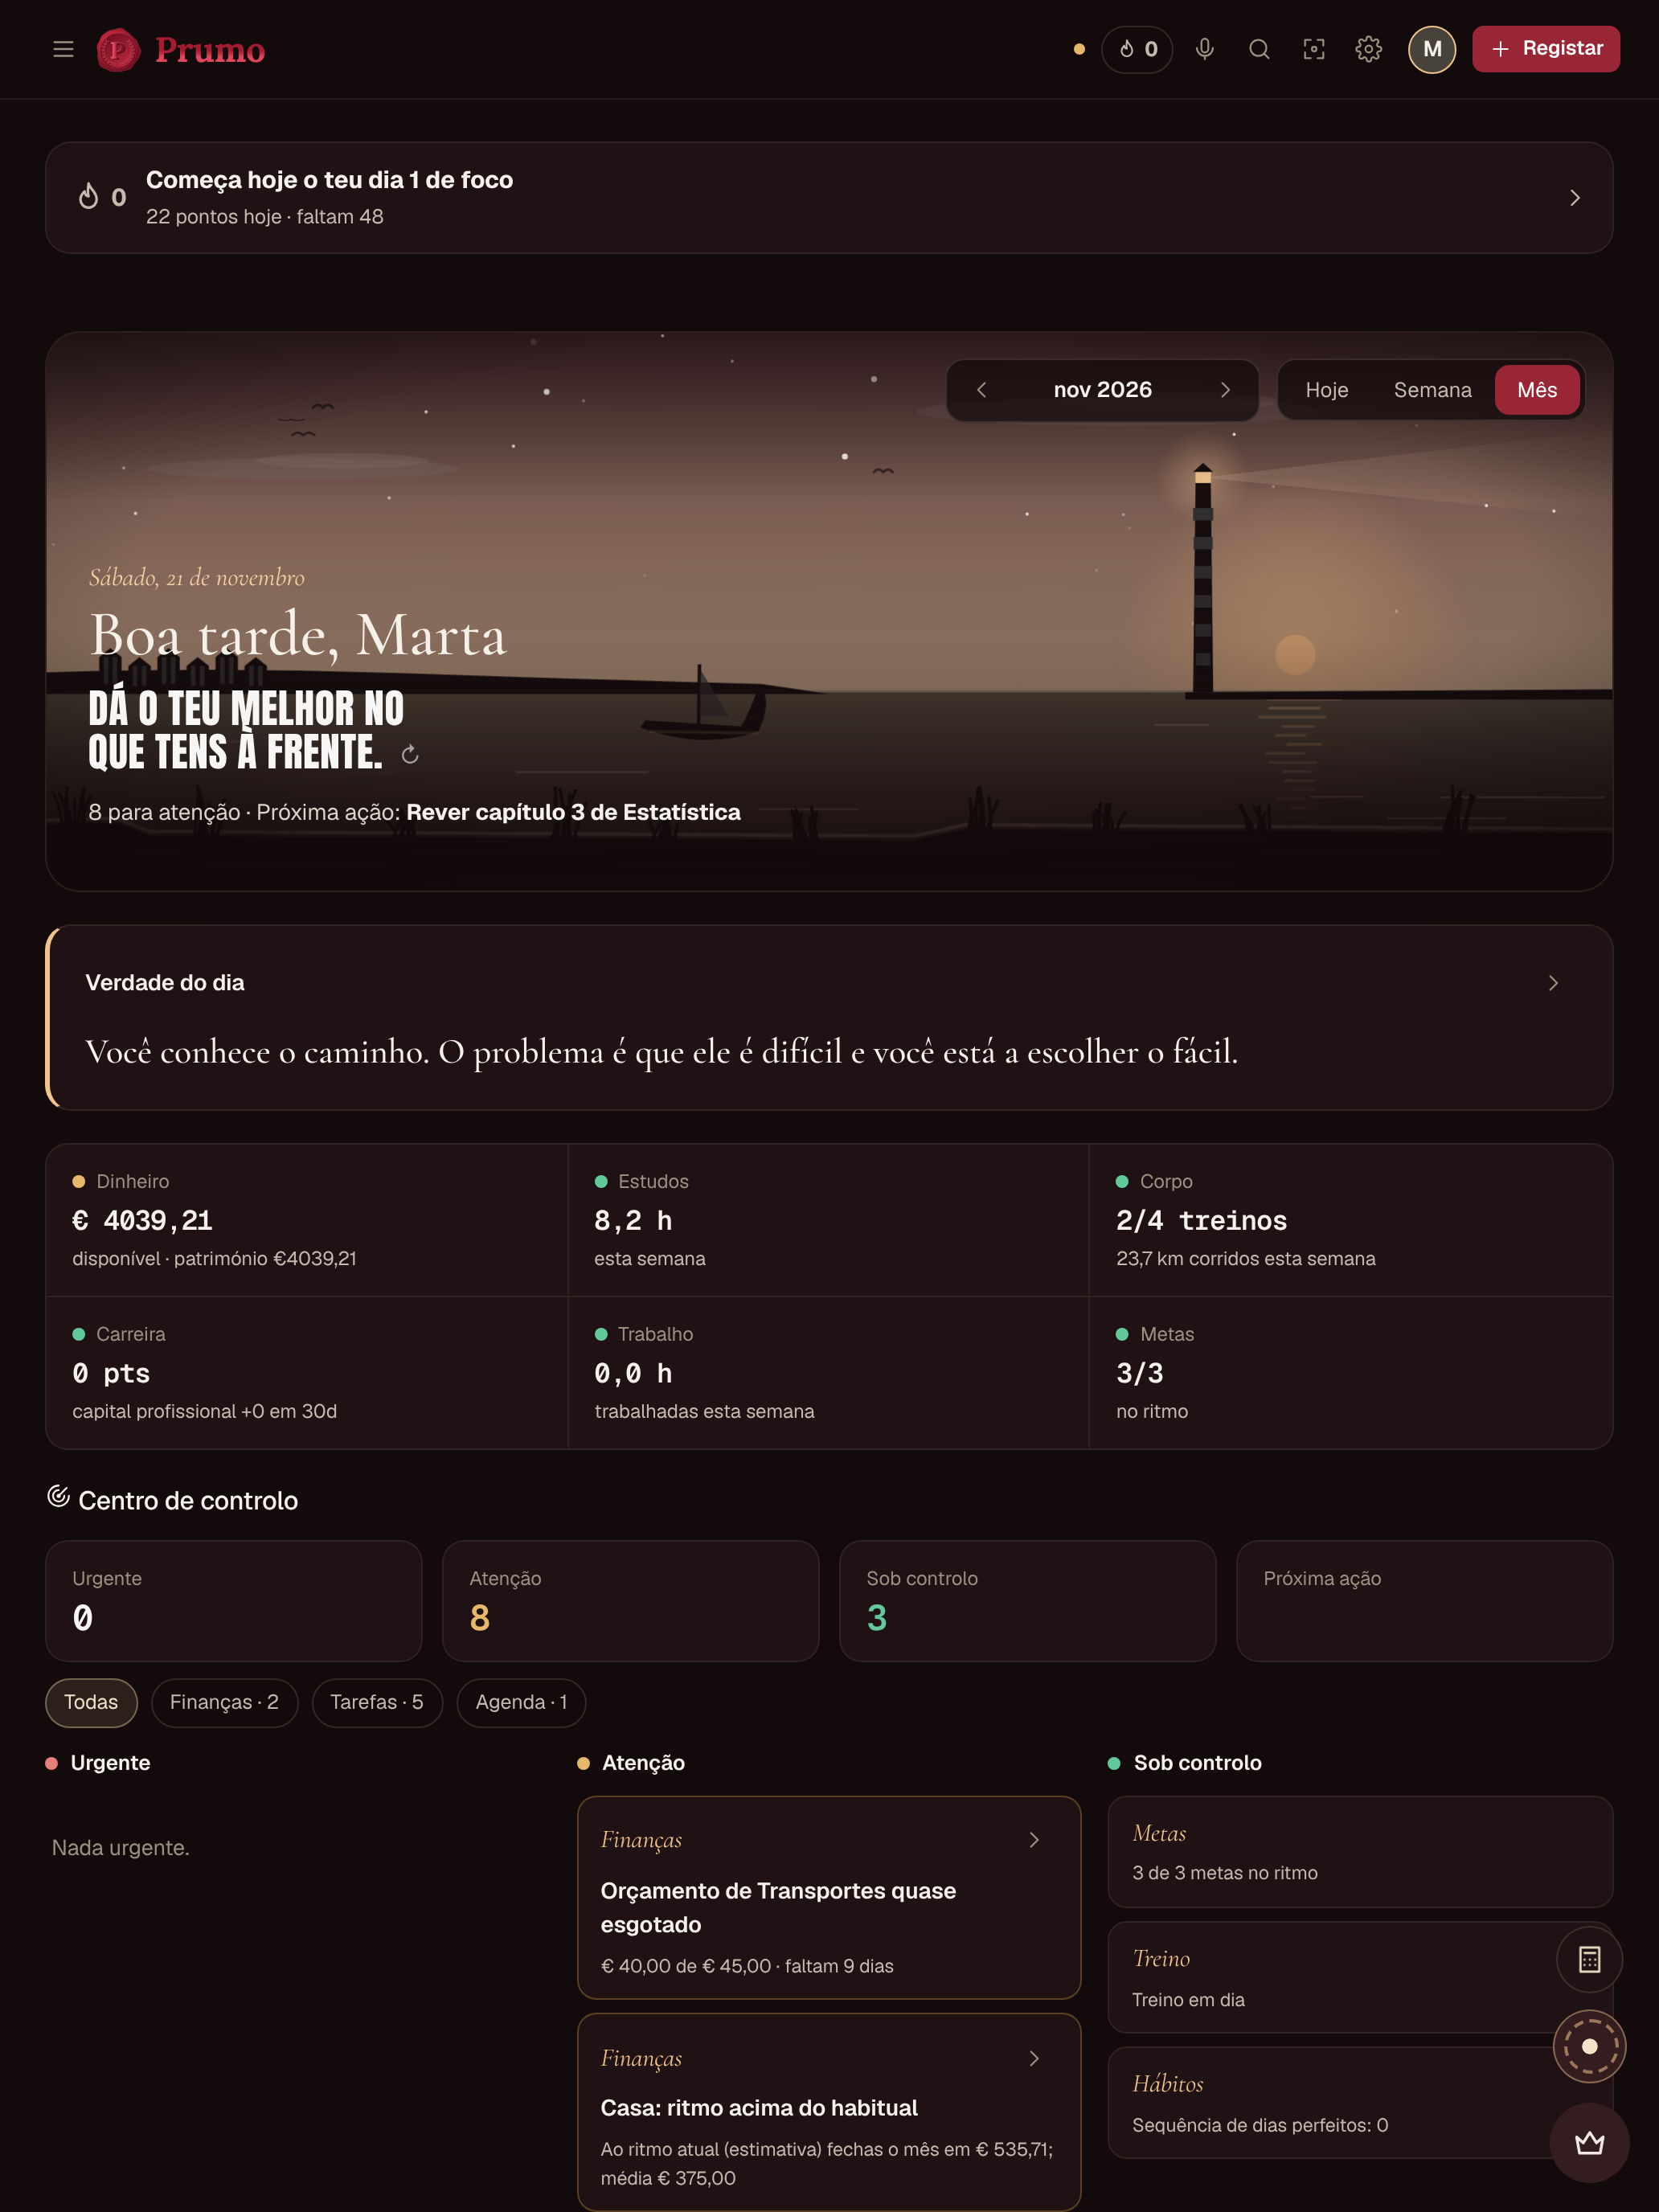 Prumo
0
M
Registar
0
Começa hoje o teu dia 1 de foco
22 pontos hoje · faltam 48
nov 2026
Hoje
Semana
Mês
Sábado, 21 de novembro
Boa tarde, Marta
DÁ O TEU MELHOR NO
QUE TENS À FRENTE.
8 para atenção · Próxima ação: Rever capítulo 3 de Estatística
Verdade do dia
Você conhece o caminho. O problema é que ele é difícil e você está a escolher o fácil.
Dinheiro
€ 4039,21
disponível · património €4039,21
Estudos
8,2 h
esta semana
Corpo
2/4 treinos
23,7 km corridos esta semana
Carreira
0 pts
capital profissional +0 em 30d
Trabalho
0,0 h
trabalhadas esta semana
Metas
3/3
no ritmo
Centro de controlo
Urgente
0
Atenção
8
Sob controlo
3
Próxima ação
Todas
Finanças · 2
Tarefas · 5
Agenda · 1
Urgente
Nada urgente.
Atenção
Finanças
Orçamento de Transportes quase
esgotado
€ 40,00 de € 45,00 · faltam 9 dias
Finanças
Casa: ritmo acima do habitual
Ao ritmo atual (estimativa) fechas o mês em € 535,71;
média € 375,00
Sob controlo
Metas
3 de 3 metas no ritmo
Treino
Treino em dia
Hábitos
Sequência de dias perfeitos: 0